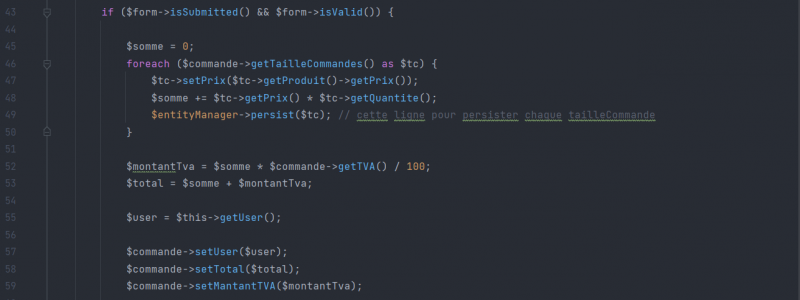 43 if ($form->isSubmitted() && $form->isValid()) {
44
45 $somme = 0;
46 foreach ($commande->getTailleCommandes() as $tc) {
47 $tc->setPrix($tc->getProduit()->getPrix());
48 $somme += $tc->getPrix() * $tc->getQuantite();
49 $entityManager->persist($tc); // cette ligne pour persister chaque tailleCommande
50 }
51
52 $montantTva = $somme * $commande->getTVA() / 100;
53 $total = $somme + $montantTva;
54
55 $user = $this->getUser();
56
57 $commande->setUser($user);
58 $commande->setTotal($total);
59 $commande->setMantantTVA($montantTva);